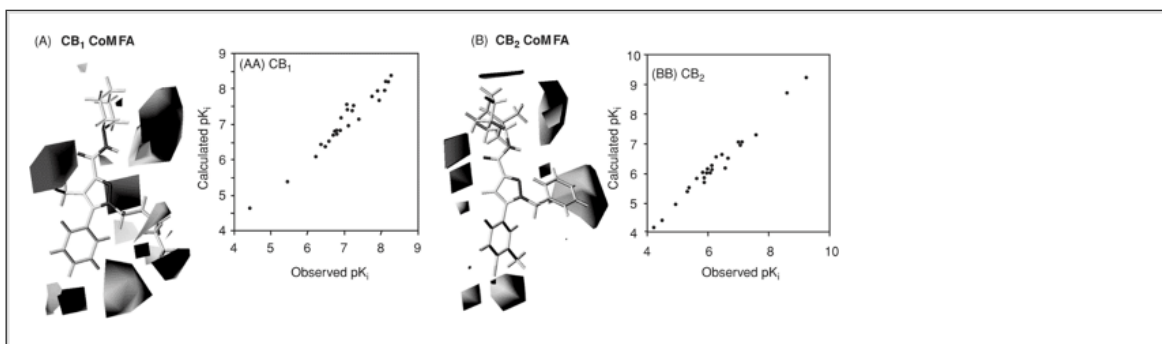 (A) CB1 CoMFA
(AA) CB1
Calculated pKi
9
8
7
6
5
4
4 5 6 7 8 9
Observed pKi
(B) CB2 CoMFA
(BB) CB2
Calculated pKi
10
9
8
7
6
5
4
4 6 8 10
Observed pKi